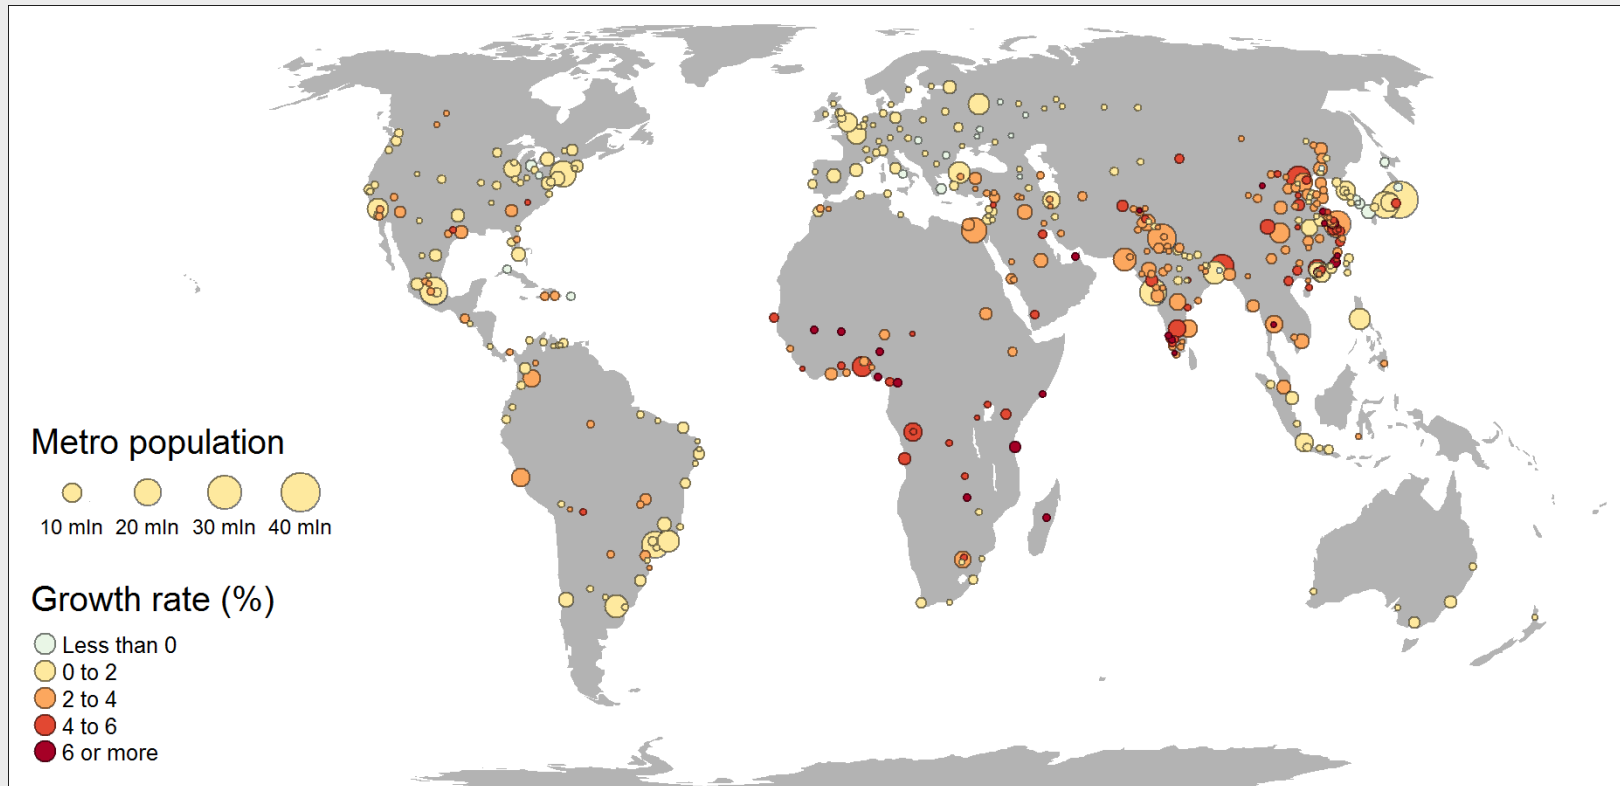 Metro population
10 mln 20 mln 30 mln 40 mln
Growth rate (%)
Less than 0
0 to 2
2 to 4
4 to 6
6 or more